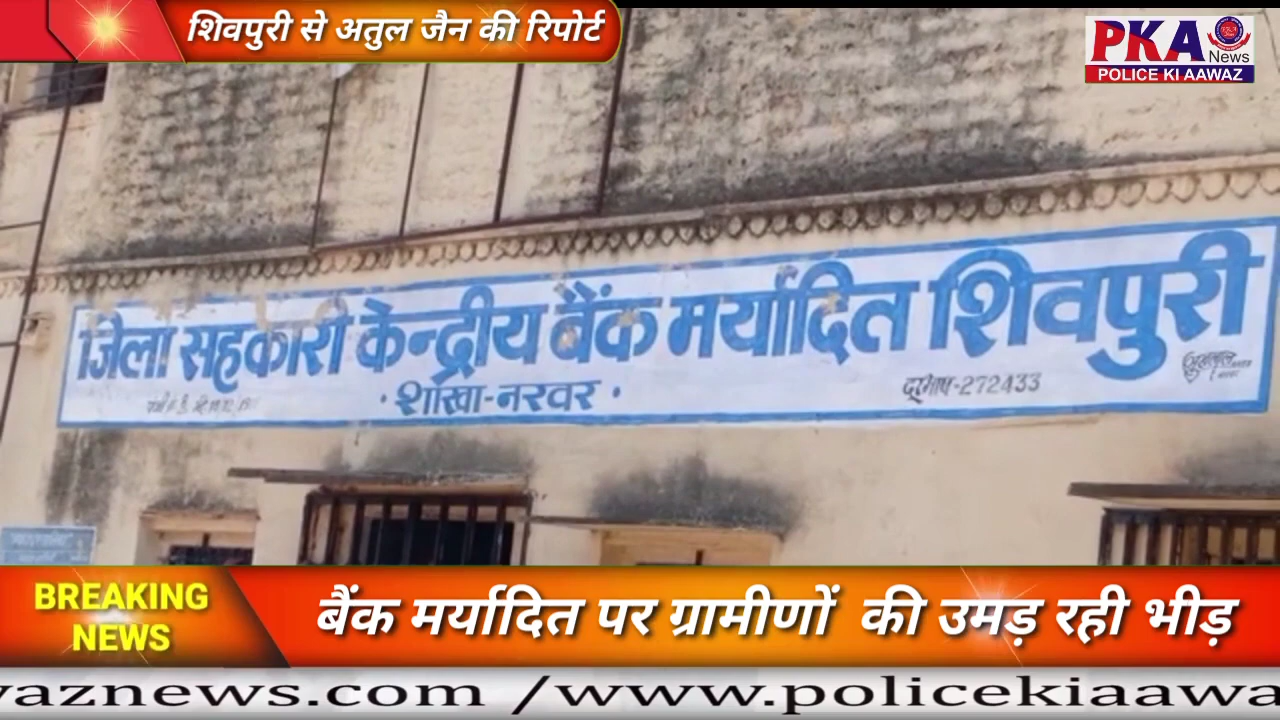 शिवपुरी से अतुल जैन की रिपोर्ट
PKA
News
POLICE KI AAWAZ
जिला सहकारी केन्द्रीय बैंक मर्यादित शिवपुरी
शाखा-नरवर
दूरभाष-272433
BREAKING
NEWS
बैंक मर्यादित पर ग्रामीणों की उमड़ रही भीड़
waznews.com /www.policekiaawa